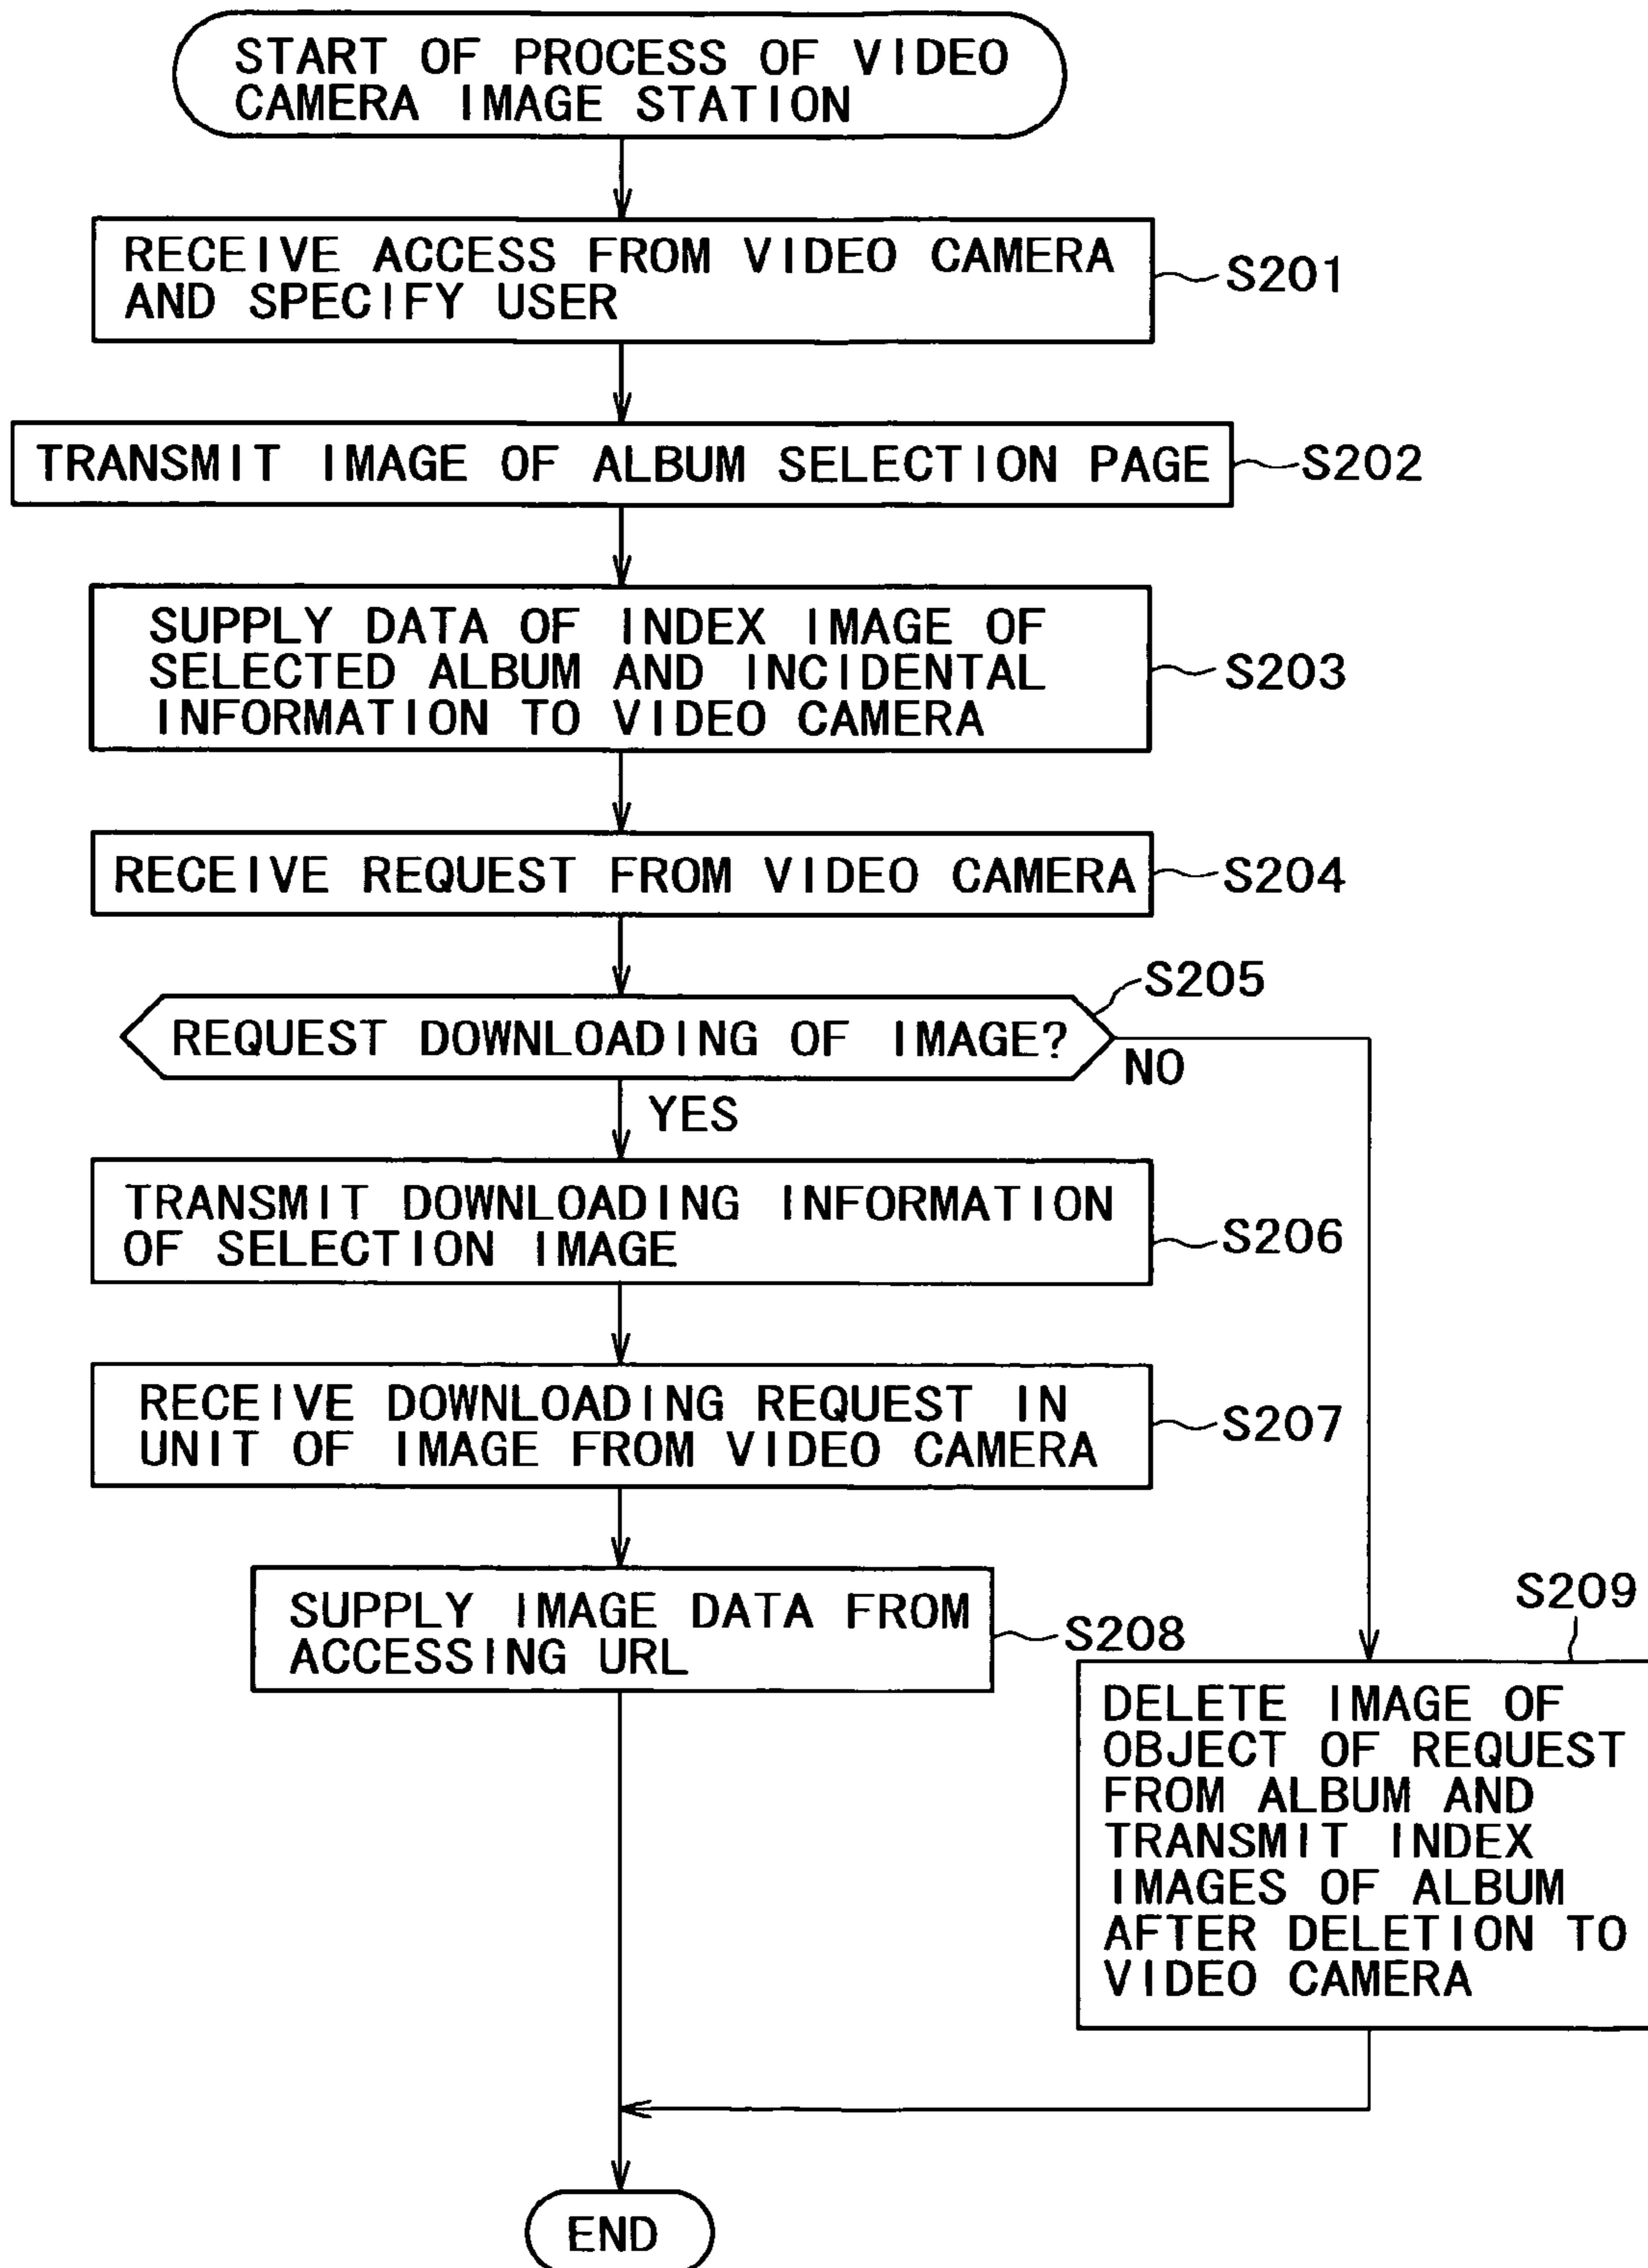 START OF PROCESS OF VIDEO
CAMERA IMAGE STATION
RECEIVE ACCESS FROM VIDEO CAMERA
AND SPECIFY USER
S201
TRANSMIT IMAGE OF ALBUM SELECTION PAGE
S202
SUPPLY DATA OF INDEX IMAGE OF
SELECTED ALBUM AND INCIDENTAL
INFORMATION TO VIDEO CAMERA
S203
RECEIVE REQUEST FROM VIDEO CAMERA
S204
S205
REQUEST DOWNLOADING OF IMAGE?
NO
YES
TRANSMIT DOWNLOADING INFORMATION
OF SELECTION IMAGE
S206
RECEIVE DOWNLOADING REQUEST IN
UNIT OF IMAGE FROM VIDEO CAMERA
S207
SUPPLY IMAGE DATA FROM
ACCESSING URL
S208
S209
DELETE IMAGE OF
OBJECT OF REQUEST
FROM ALBUM AND
TRANSMIT INDEX
IMAGES OF ALBUM
AFTER DELETION TO
VIDEO CAMERA
END